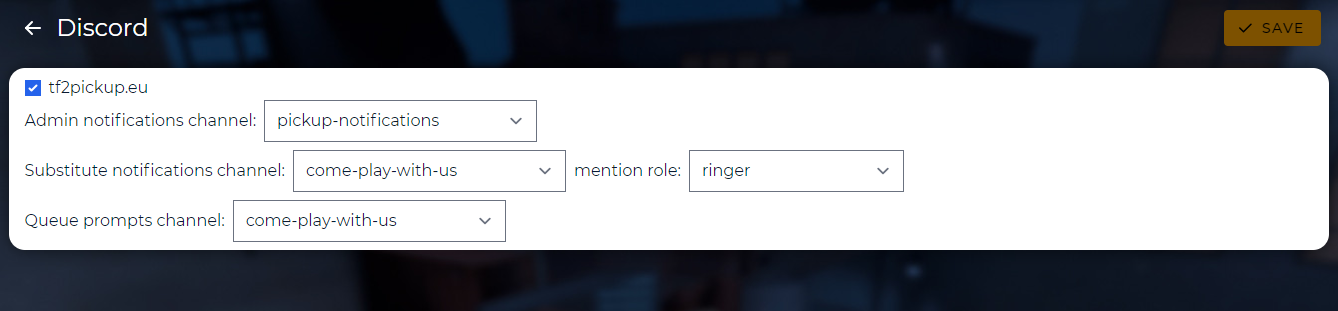 Discord
SAVE
tf2pickup.eu
Admin notifications channel: pickup-notifications
Substitute notifications channel: come-play-with-us mention role: ringer
Queue prompts channel: come-play-with-us